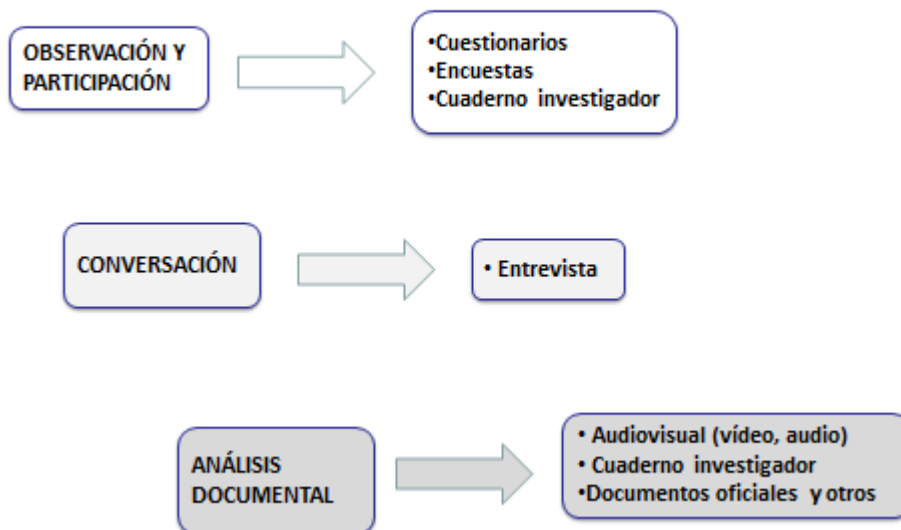 OBSERVACIÓN Y
PARTICIPACIÓN
•Cuestionarios
•Encuestas
•Cuaderno investigador
CONVERSACIÓN
• Entrevista
ANÁLISIS
DOCUMENTAL
• Audiovisual (vídeo, audio)
• Cuaderno investigador
•Documentos oficiales y otros